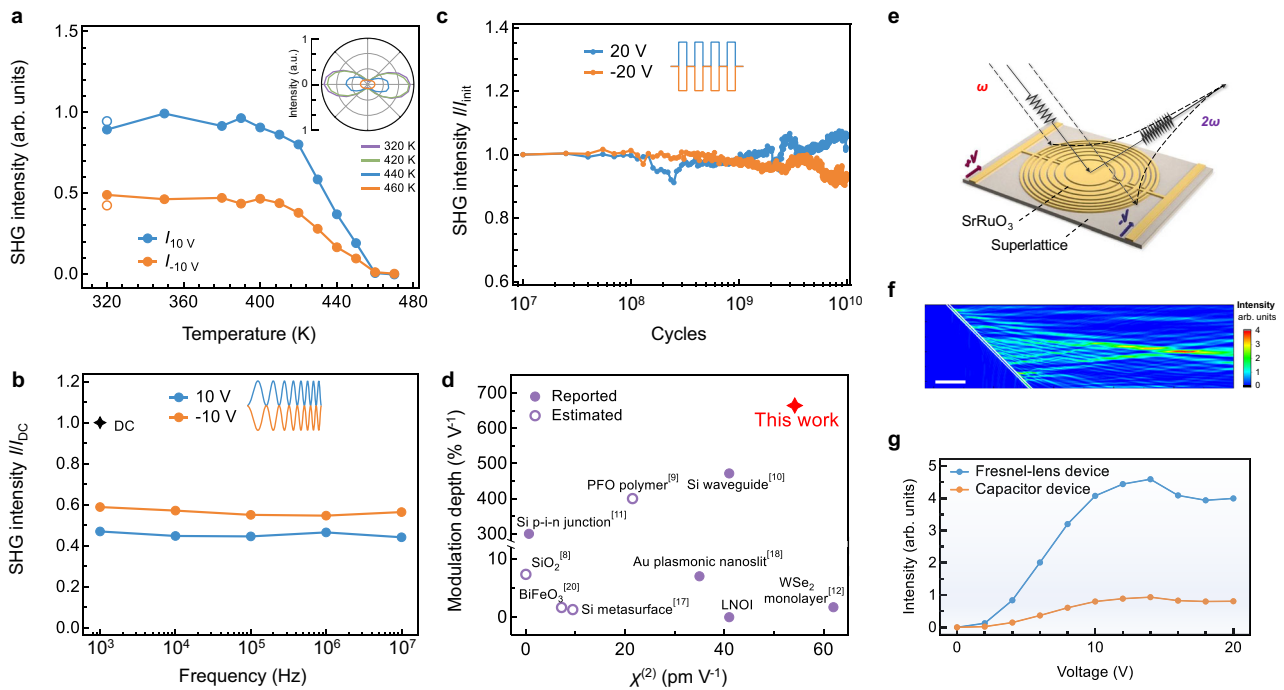 a
SHG intensity (arb. units)
1.5
1.0
0.5
0.0
320
360
400
440
480
Temperature (K)
I10 V
I-10 V
Intensity (a.u.)
1
0
1
320 K
420 K
440 K
460 K
b
SHG intensity I/IDC
1.2
1.0
0.8
0.6
0.4
0.2
0.0
10³
10⁴
10⁵
10⁶
10⁷
Frequency (Hz)
10 V
-10 V
DC
c
SHG intensity I/Iinit
1.4
1.2
1.0
0.8
0.6
10⁷
10⁸
10⁹
10¹⁰
Cycles
20 V
-20 V
d
Modulation depth (% V⁻¹)
700
600
500
400
300
10
0
0
20
40
60
χ⁽²⁾ (pm V⁻¹)
Reported
Estimated
This work
PFO polymer[9]
Si waveguide[10]
Si p-i-n junction[11]
SiO₂[8]
BiFeO₃[20]
Si metasurface[17]
Au plasmonic nanoslit[18]
LNOI
WSe₂
monolayer[12]
e
ω
2ω
SrRuO₃
Superlattice
f
Intensity
arb. units
4
3
2
1
0
g
Intensity (arb. units)
5
4
3
2
1
0
0
5
10
15
20
Voltage (V)
Fresnel-lens device
Capacitor device